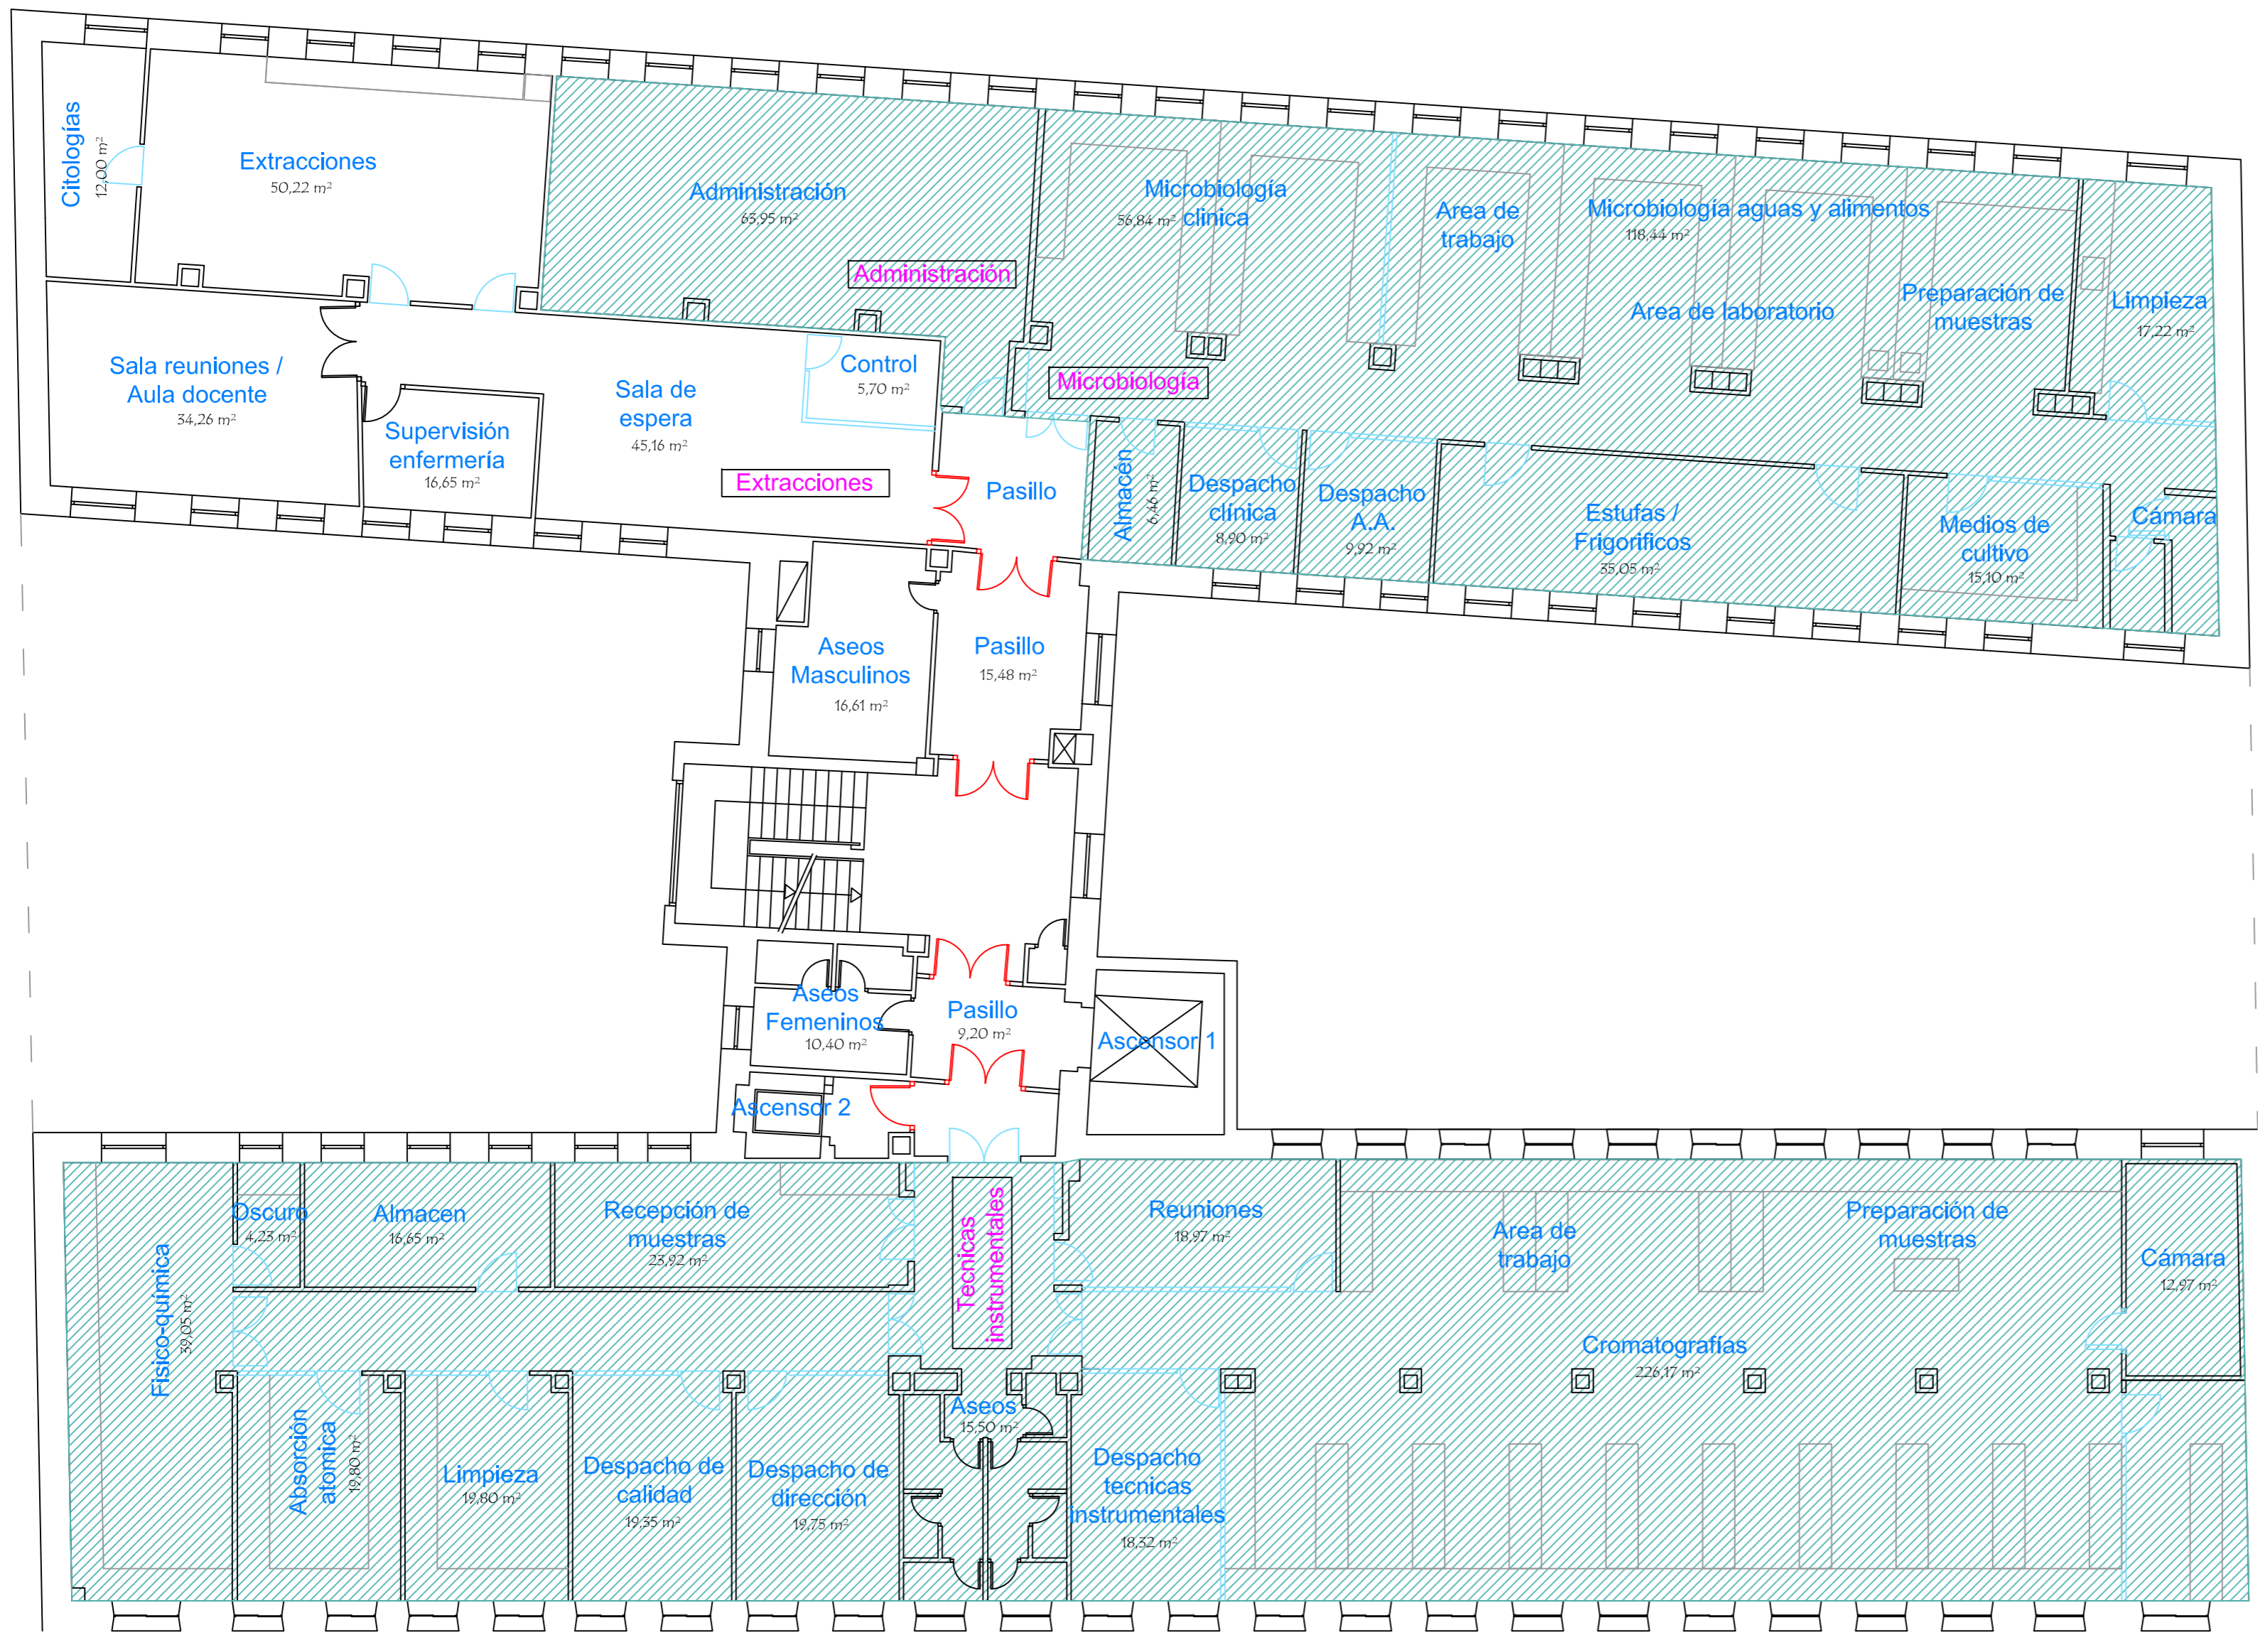 Citologías
12,00 m²
Extracciones
50,22 m²
Administración
63,95 m²
Administración
Microbiología
clinica
56,84 m²
Area de
trabajo
Microbiología aguas y alimentos
118,44 m²
Area de laboratorio
Preparación de
muestras
Limpieza
17,22 m²
Sala reuniones /
Aula docente
34,26 m²
Supervisión
enfermería
16,65 m²
Sala de
espera
45,16 m²
Control
5,70 m²
Microbiología
Extracciones
Pasillo
Almacén
6,46 m²
Despacho
clínica
8,90 m²
Despacho
A.A.
9,92 m²
Estufas /
Frigorificos
35,05 m²
Medios de
cultivo
15,10 m²
Cámara
Aseos
Masculinos
16,61 m²
Pasillo
15,48 m²
Aseos
Femeninos
10,40 m²
Pasillo
9,20 m²
Ascensor 1
Ascensor 2
Fisico-química
39,05 m²
Oscuro
4,23 m²
Almacen
16,65 m²
Recepción de
muestras
23,92 m²
Tecnicas
instrumentales
Reuniones
18,97 m²
Area de
trabajo
Preparación de
muestras
Cámara
12,97 m²
Cromatografías
226,17 m²
Absorción
atomica
19,80 m²
Limpieza
19,80 m²
Despacho de
calidad
19,35 m²
Despacho de
dirección
19,75 m²
Aseos
15,50 m²
Despacho
tecnicas
instrumentales
18,32 m²